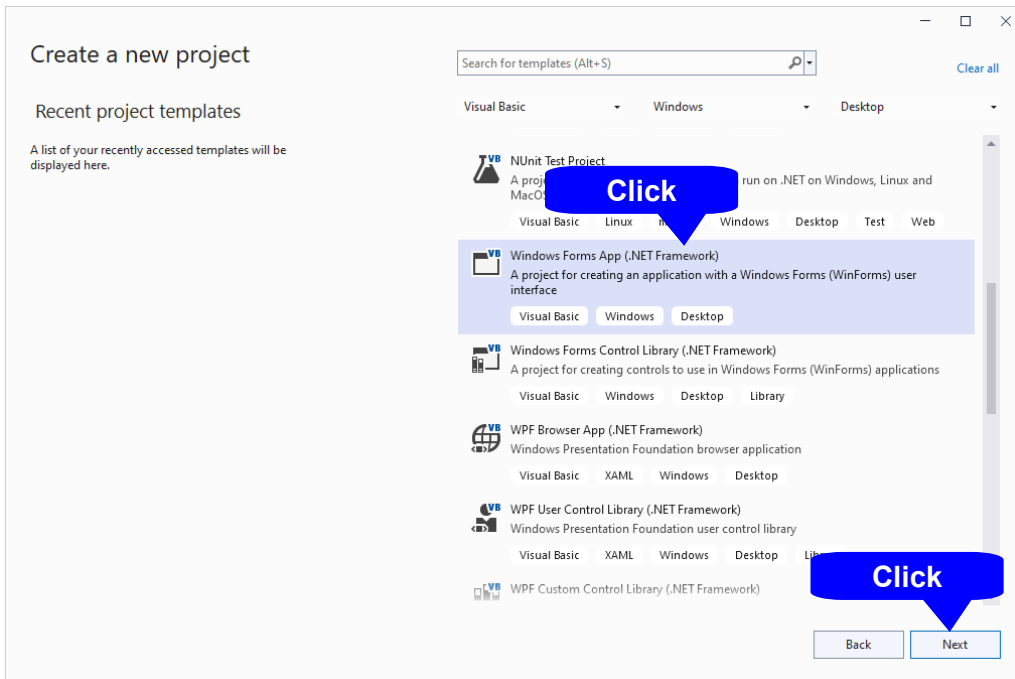 Create a new project
Search for templates (Alt+S)
Clear all
Recent project templates
Visual Basic
Windows
Desktop
A list of your recently accessed templates will be
displayed here.
VB
NUnit Test Project
A
run on .NET on Windows, Linux and
Click
Visual Basic Linux Windows Desktop Test Web
VB
Windows Forms App (.NET Framework)
A project for creating an application with a Windows Forms (WinForms) user
interface
Visual Basic Windows Desktop
VB
Windows Forms Control Library (.NET Framework)
A project for creating controls to use in Windows Forms (WinForms) applications
Visual Basic Windows Desktop Library
VB
WPF Browser App (.NET Framework)
Windows Presentation Foundation browser application
Visual Basic XAML Windows Desktop
VB
WPF User Control Library (.NET Framework)
Windows Presentation Foundation user control library
Visual Basic XAML Windows Desktop
Click
VB
WPF Custom Control Library (.NET Framework)
Back
Next